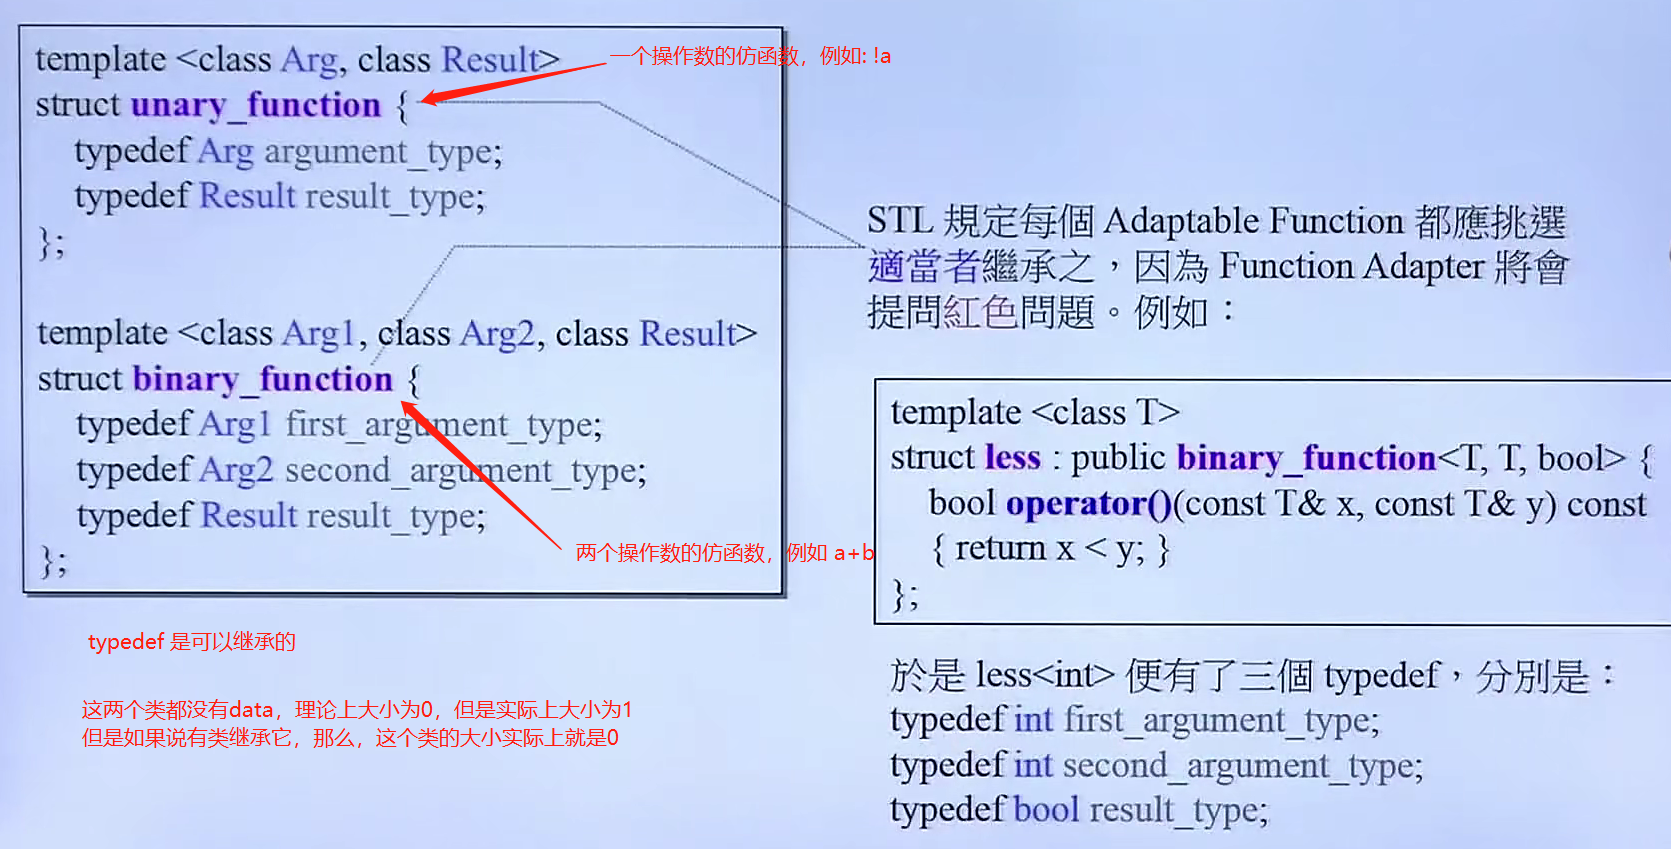 template <class Arg, class Result>
一个操作数的仿函数，例如: !a
struct unary_function {
typedef Arg argument_type;
typedef Result result_type;
};
template <class Arg1, class Arg2, class Result>
struct binary_function {
typedef Arg1 first_argument_type;
typedef Arg2 second_argument_type;
typedef Result result_type;
};
两个操作数的仿函数，例如 a+b
typedef 是可以继承的
这两个类都没有data，理论上大小为0，但是实际上大小为1
但是如果说有类继承它，那么，这个类的大小实际上就是0
STL 規定每個 Adaptable Function 都應挑選
適當者繼承之，因為 Function Adapter 將會
提問紅色問題。例如：
template <class T>
struct less : public binary_function<T, T, bool> {
bool operator()(const T& x, const T& y) const
{ return x < y; }
};
於是 less<int> 便有了三個 typedef，分別是：
typedef int first_argument_type;
typedef int second_argument_type;
typedef bool result_type;